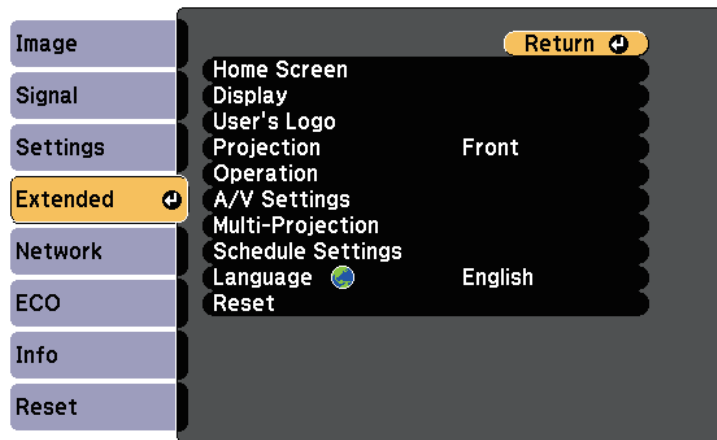 Image
Signal
Settings
Extended
Network
ECO
Info
Reset
Return
Home Screen
Display
User's Logo
Projection Front
Operation
A/V Settings
Multi-Projection
Schedule Settings
Language English
Reset